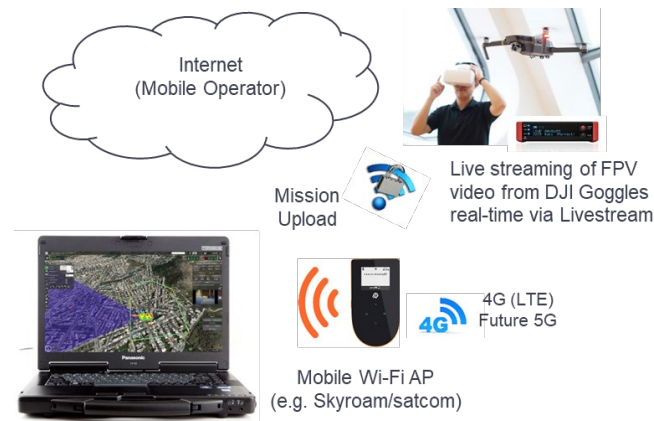 Internet
(Mobile Operator)
Live streaming of FPV
video from DJI Goggles
real-time via Livestream
Mission
Upload
4G
4G (LTE)
Future 5G
Panasonic
Mobile Wi-Fi AP
(e.g. Skyroam/satcom)